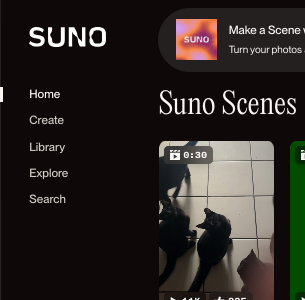 SUNO
Home
Create
Library
Explore
Search
SUNO
Make a Scene
Turn your photos
Suno Scenes
0:30